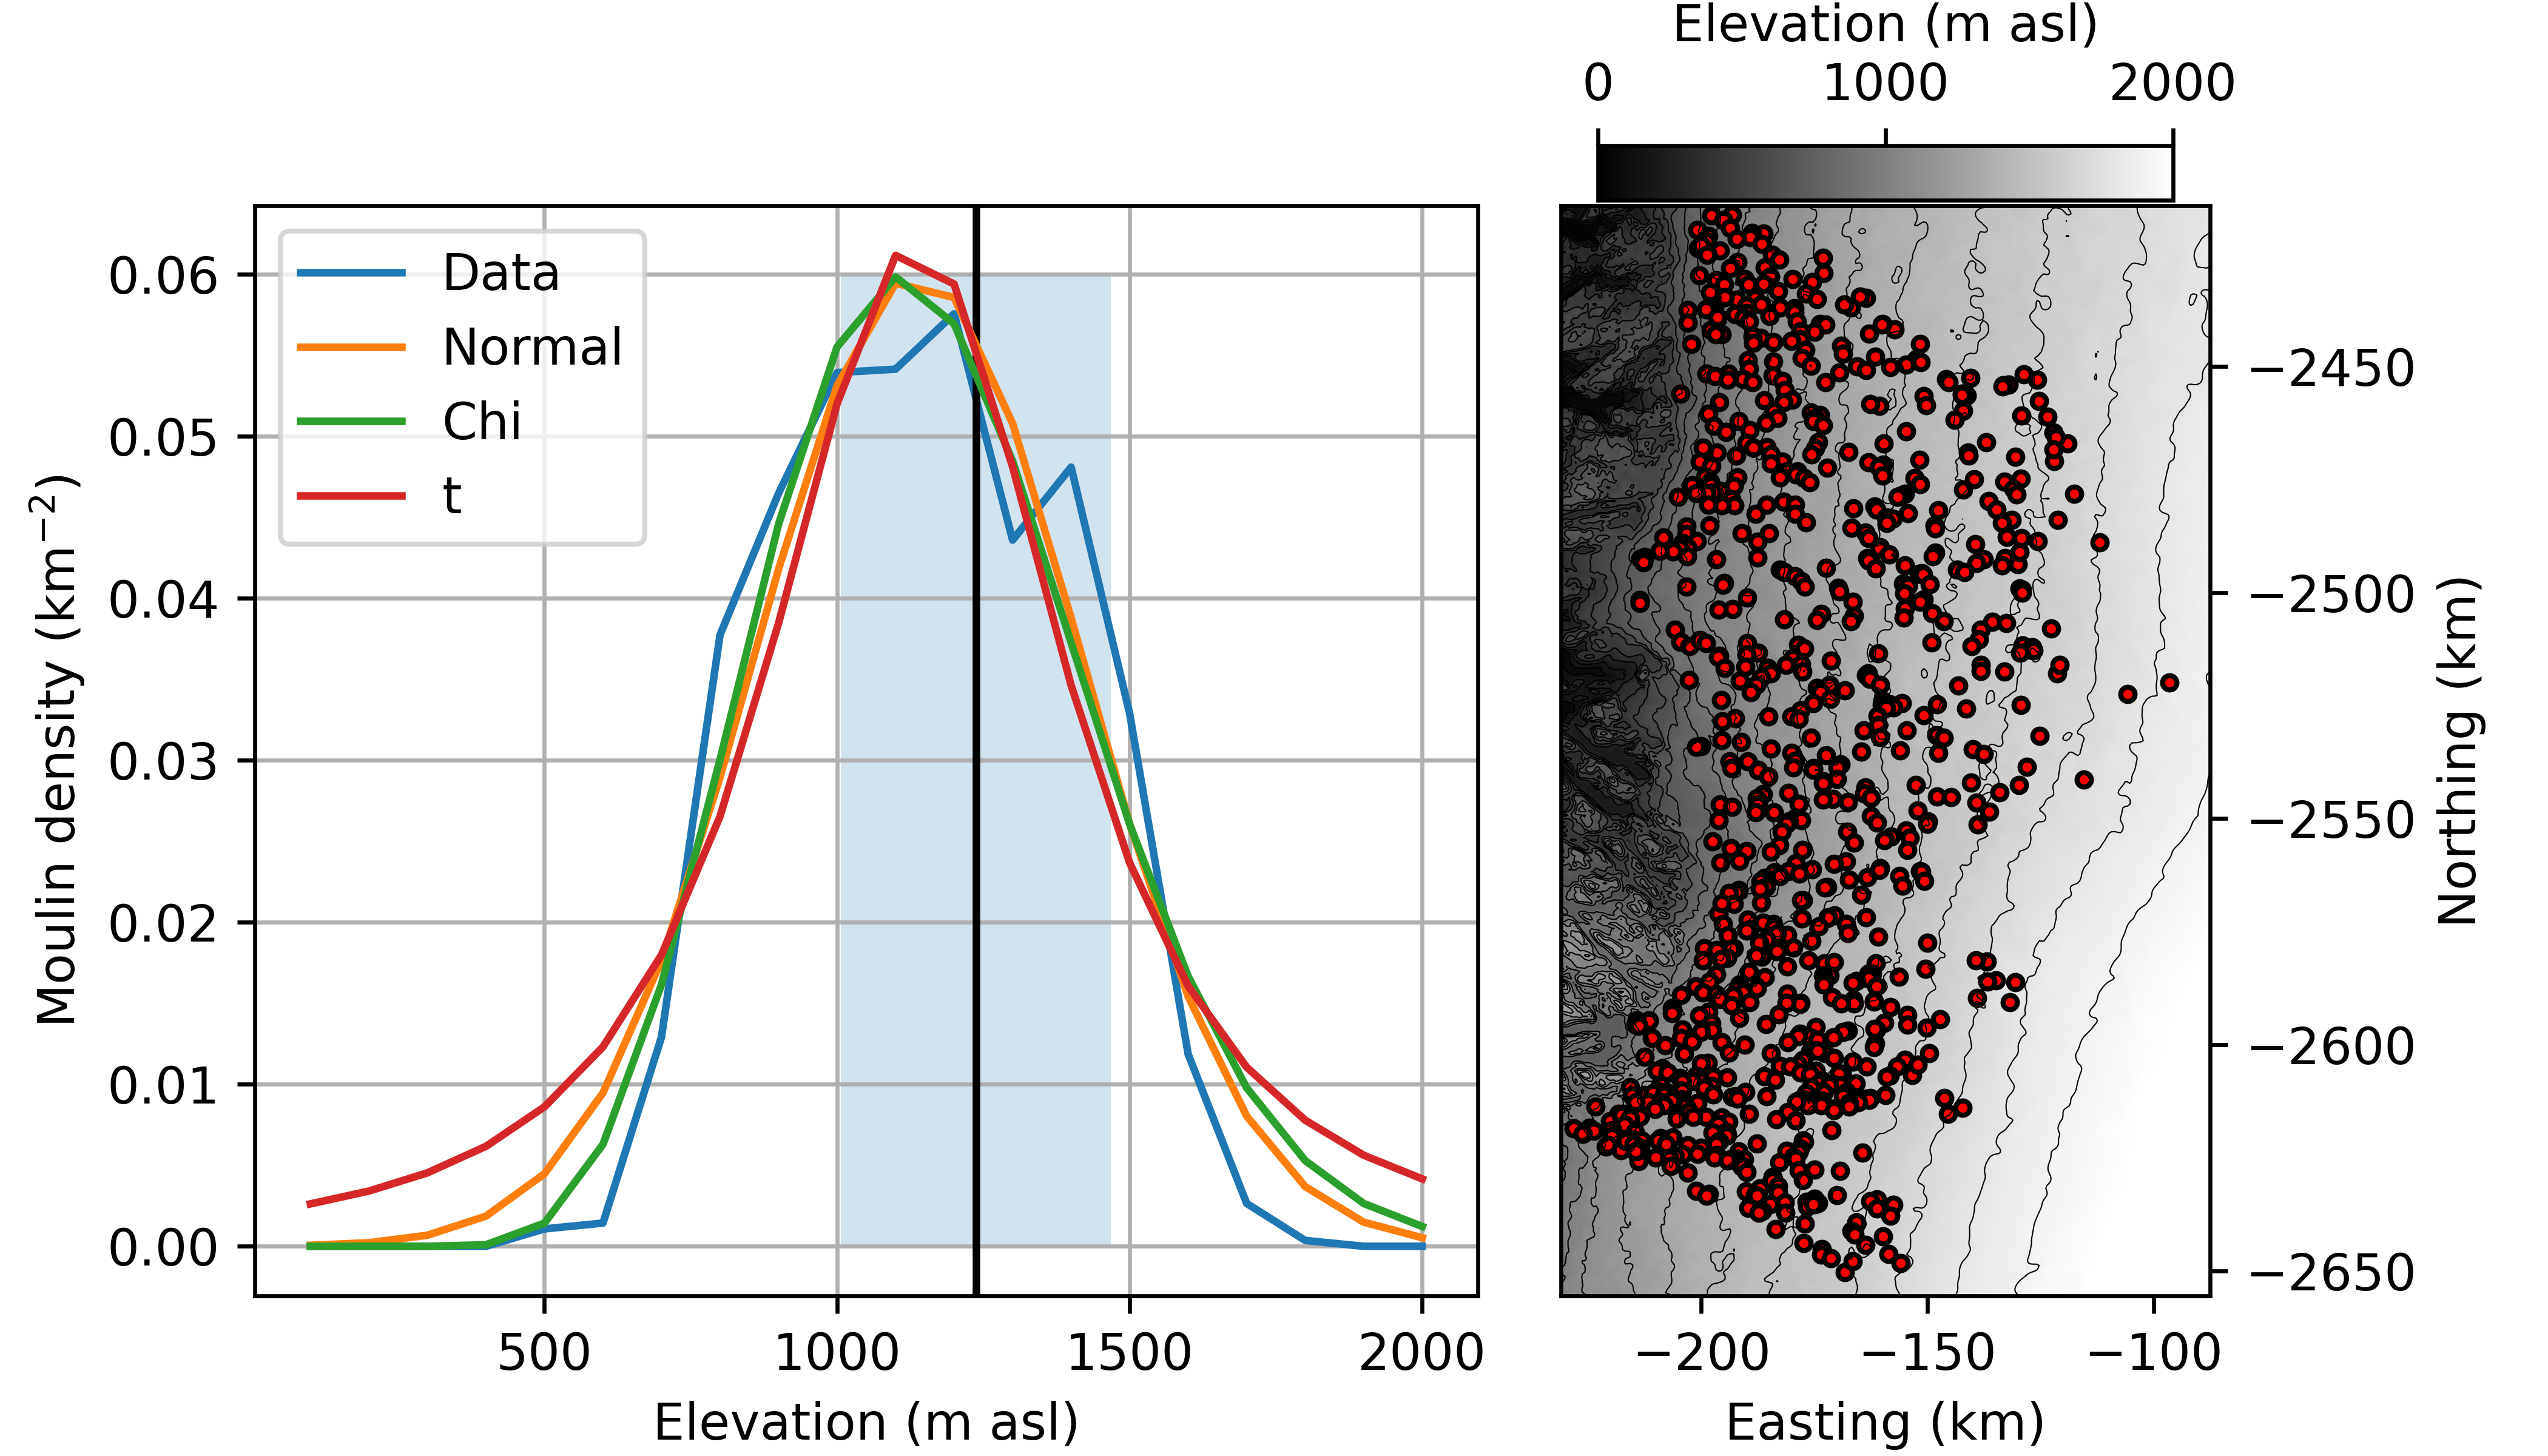 Elevation (m asl)
0 1000 2000
Data
Normal
Chi
t
0.06
0.05
0.04
0.03
0.02
0.01
0.00
Moulin density (km⁻²)
500 1000 1500 2000
Elevation (m asl)
−2450
−2500
−2550
−2600
−2650
Northing (km)
−200 −150 −100
Easting (km)